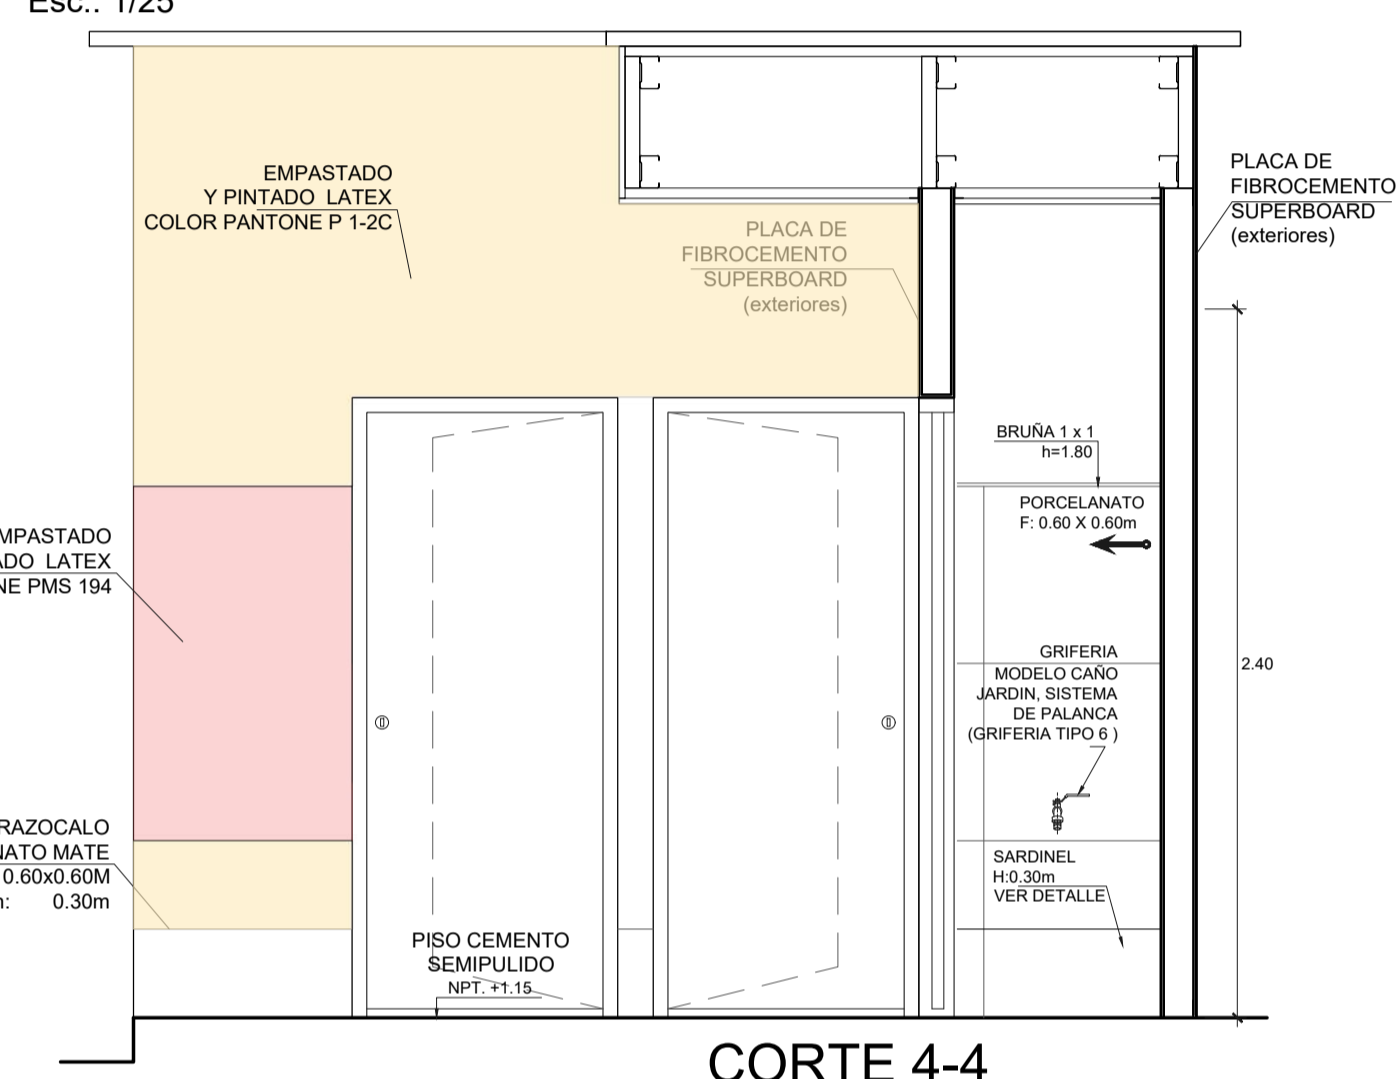 Esc.: 1/25
EMPASTADO
Y PINTADO LATEX
COLOR PANTONE P 1-2C
PLACA DE
FIBROCEMENTO
SUPERBOARD
(exteriores)
PLACA DE
FIBROCEMENTO
SUPERBOARD
(exteriores)
BRUÑA 1 x 1
h=1.80
PORCELANATO
F: 0.60 X 0.60m
MPASTADO
ADO LATEX
NE PMS 194
GRIFERIA
MODELO CAÑO
JARDIN, SISTEMA
DE PALANCA
(GRIFERIA TIPO 6 )
2.40
RAZOCALO
NATO MATE
0.60x0.60M
0.30m
SARDINEL
H:0.30m
VER DETALLE
PISO CEMENTO
SEMIPULIDO
NPT. +1.15
CORTE 4-4